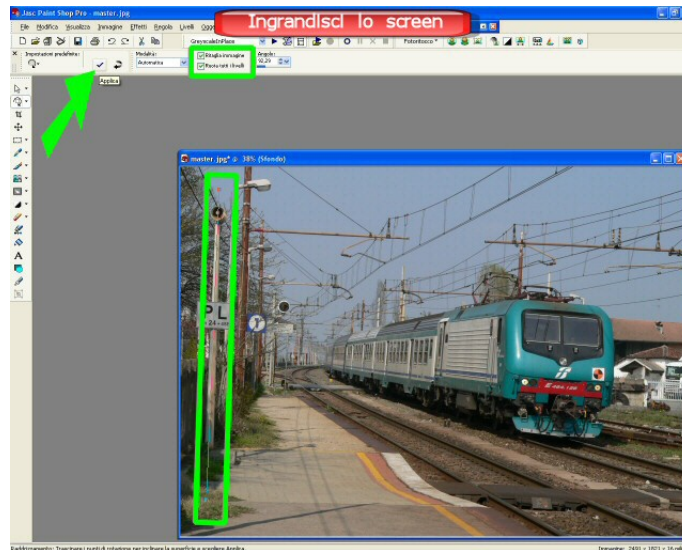 Jasc Paint Shop Pro - master.jpg
Ingrandisci lo screen
File Modifica Visualizza Immagine Effetti Regola Livelli
GreyscaleInPlace
Fotoritocco
Impostazioni predefinite:
Modalità:
Automatica
Ritaglia immagine
Ruota tutti i livelli
Angolo:
92,29
Applica
A
master.jpg* @ 38% (Sfondo)
P L
Raddrizzamento: Trascinare i punti di rotazione per inclinare la superficie e scegliere Applica.